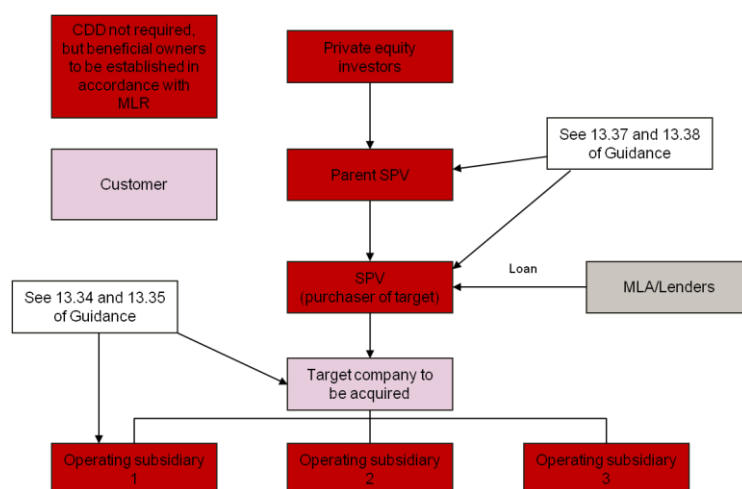 CDD not required,
but beneficial owners
to be established in
accordance with
MLR
Private equity
investors
See 13.37 and 13.38
of Guidance
Customer
Parent SPV
SPV
(purchaser of target)
Loan
MLA/Lenders
See 13.34 and 13.35
of Guidance
Target company to
be acquired
Operating subsidiary
1
Operating subsidiary
2
Operating subsidiary
3